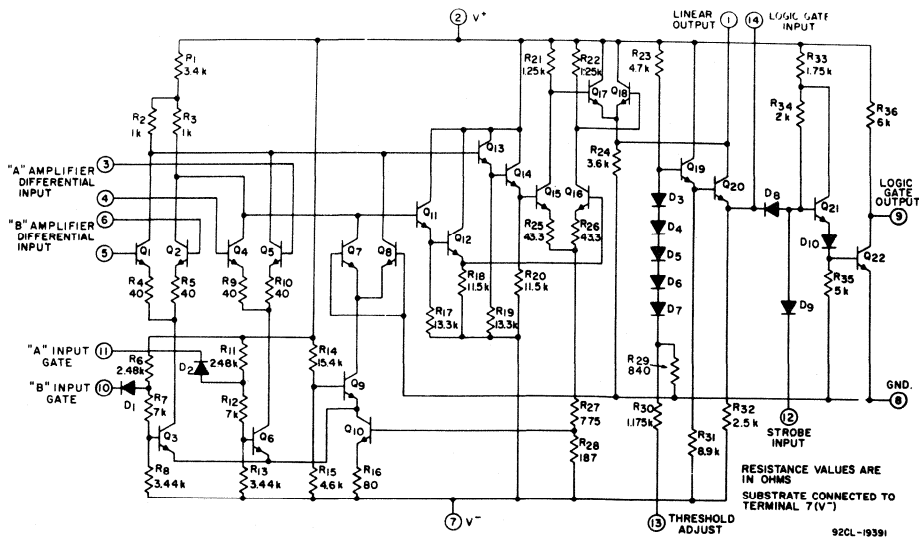 ② V+
LINEAR OUTPUT ①
⑭ LOGIC GATE INPUT
R1 3.4k
R2 1k
R3 1k
R21 1.25k
R22 1.25k
R23 4.7k
R33 1.75k
R34 2k
R36 6k
Q17
Q18
"A" AMPLIFIER DIFFERENTIAL INPUT
③
④
"B" AMPLIFIER DIFFERENTIAL INPUT
⑥
⑤
Q13
Q14
R24 3.6k
Q19
Q20
LOGIC GATE OUTPUT
⑨
Q1
Q2
Q4
Q5
Q7
Q8
Q11
Q12
Q15
Q16
D3
D4
D5
D6
D7
D8
Q21
D10
Q22
R4 40
R5 40
R9 40
R10 40
R25 43.3
R26 43.3
R17 13.3k
R18 11.5k
R19 13.3k
R20 11.5k
R35 5k
D9
"A" INPUT GATE ⑪
"B" INPUT GATE ⑩
R6 2.48k
D1
D2
R11 2.48k
R14 15.4k
R29 840
GND. ⑧
R7 7k
R12 7k
Q3
Q6
Q9
Q10
R27 775
R28 187
R30 1.175k
R31 8.9k
R32 2.5k
⑫ STROBE INPUT
R8 3.44k
R13 3.44k
R15 4.6k
R16 80
⑦ V-
⑬ THRESHOLD ADJUST
RESISTANCE VALUES ARE
IN OHMS
SUBSTRATE CONNECTED TO
TERMINAL 7 (V-)
92CL-19391